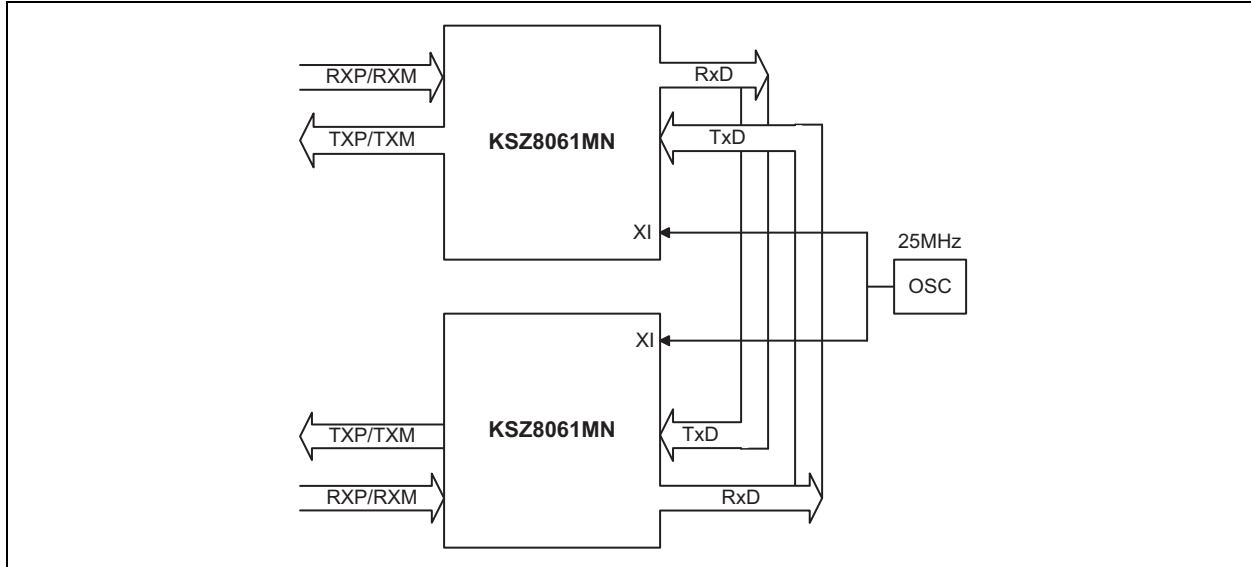 RXP/RXM
RxD
TXP/TXM
KSZ8061MN
TxD
XI
25MHz
OSC
XI
TXP/TXM
KSZ8061MN
TxD
RXP/RXM
RxD